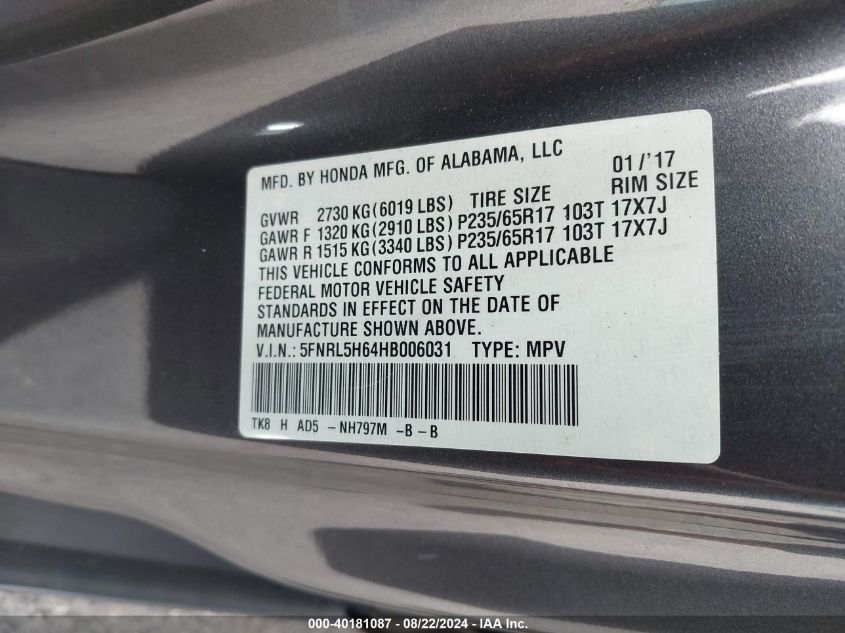 MFD. BY HONDA MFG. OF ALABAMA, LLC 01/'17
GVWR 2730 KG(6019 LBS) TIRE SIZE RIM SIZE
GAWR F 1320 KG(2910 LBS) P235/65R17 103T 17X7J
GAWR R 1515 KG(3340 LBS) P235/65R17 103T 17X7J
THIS VEHICLE CONFORMS TO ALL APPLICABLE
FEDERAL MOTOR VEHICLE SAFETY
STANDARDS IN EFFECT ON THE DATE OF
MANUFACTURE SHOWN ABOVE.
V.I.N.: 5FNRL5H64HB006031 TYPE: MPV
TK8 H AD5 - NH797M - B - B
000-40181087 - 08/22/2024 - IAA Inc.